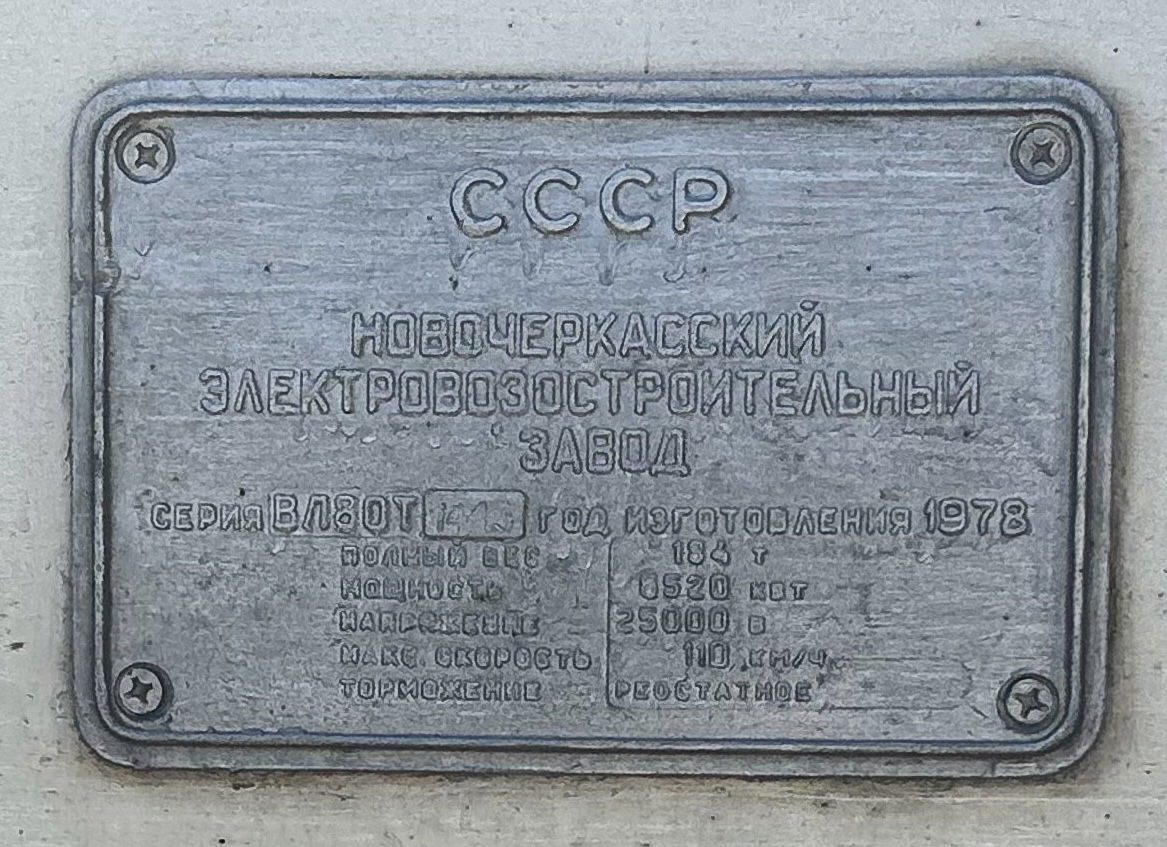 СССР
НОВОЧЕРКАССКИЙ
ЭЛЕКТРОВОЗОСТРОИТЕЛЬНЫЙ
ЗАВОД
СЕРИЯ ВЛ80Т ГОД ИЗГОТОВЛЕНИЯ 1978
ПОЛНЫЙ ВЕС 184 Т
МОЩНОСТЬ 6520 КВТ
НАПРЯЖЕНИЕ 25000 В
МАКС. СКОРОСТЬ 110 КМ/Ч
ТОРМОЖЕНИЕ РЕОСТАТНОЕ